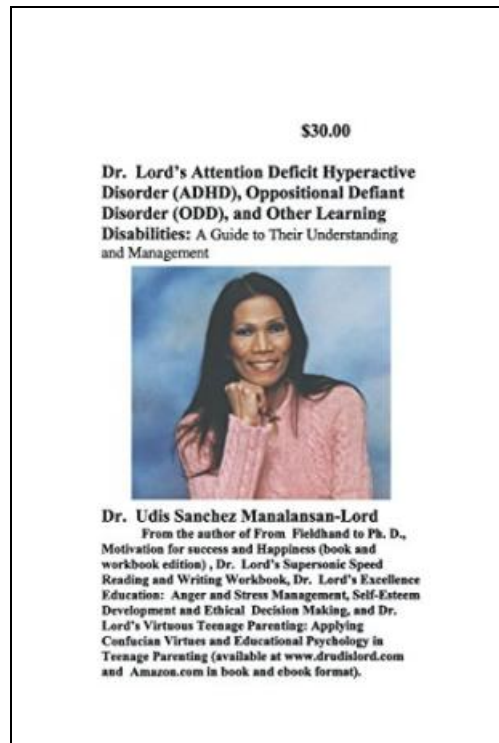 $30.00
Dr. Lord's Attention Deficit Hyperactive
Disorder (ADHD), Oppositional Defiant
Disorder (ODD), and Other Learning
Disabilities: A Guide to Their Understanding
and Management
Dr. Udis Sanchez Manalansan-Lord
From the author of From Fieldhand to Ph. D.,
Motivation for success and Happiness (book and
workbook edition) , Dr. Lord's Supersonic Speed
Reading and Writing Workbook, Dr. Lord's Excellence
Education: Anger and Stress Management, Self-Esteem
Development and Ethical Decision Making, and Dr.
Lord's Virtuous Teenage Parenting: Applying
Confucian Virtues and Educational Psychology in
Teenage Parenting (available at www.drudislord.com
and Amazon.com in book and ebook format).